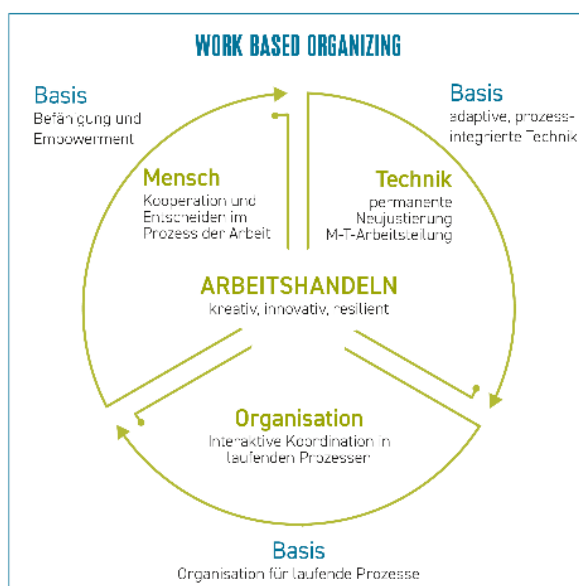 WORK BASED ORGANIZING
Basis
Befähigung und
Empowerment
Basis
adaptive, prozess-
integrierte Technik
Mensch
Kooperation und
Entscheiden im
Prozess der Arbeit
Technik
permanente
Neujustierung
M-T-Arbeitsteilung
ARBEITSHANDELN
kreativ, innovativ, resilient
Organisation
Interaktive Koordination in
laufenden Prozessen
Basis
Organisation für laufende Prozesse